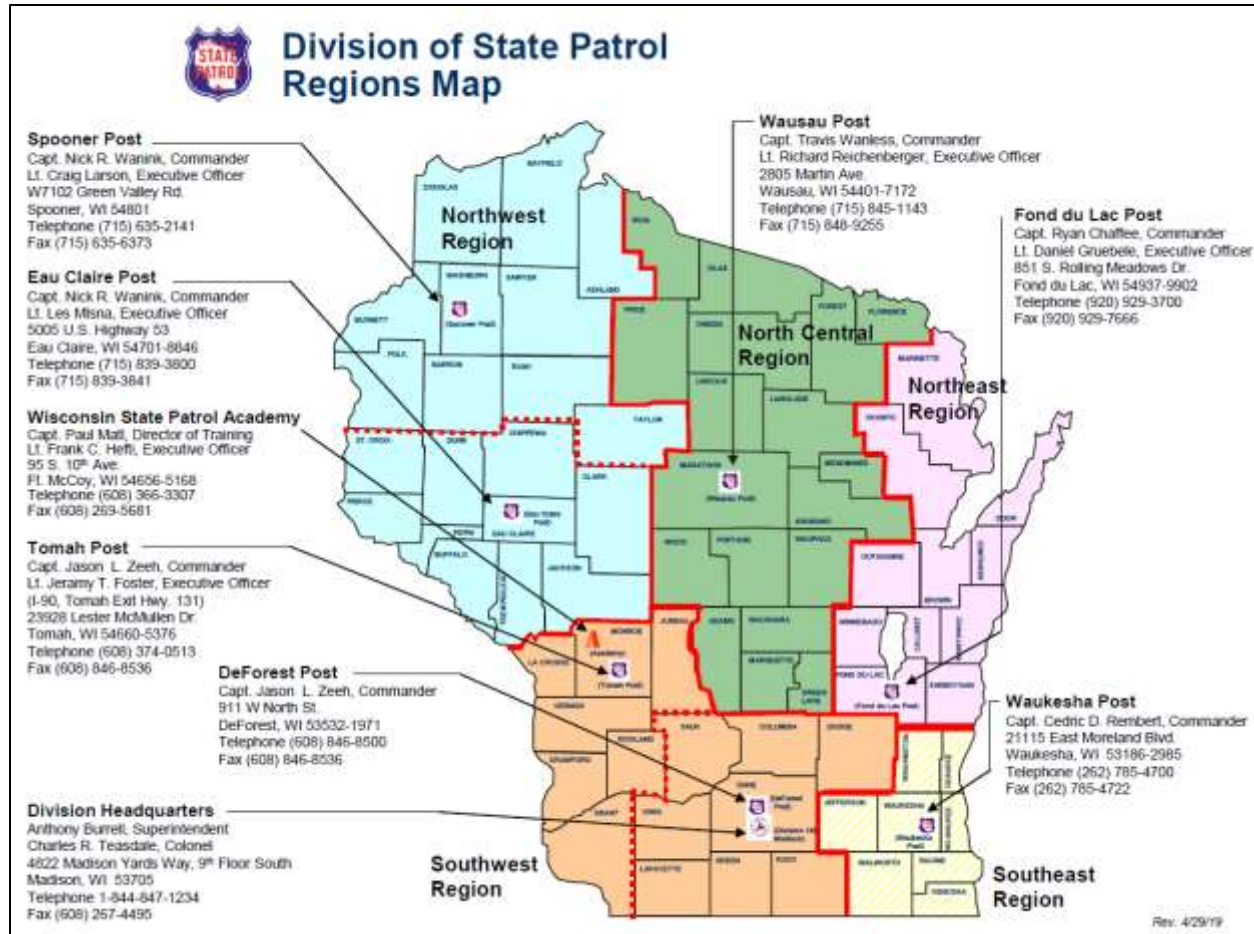 STATE
PATROL
Division of State Patrol
Regions Map
Spooner Post
Capt. Nick R. Wanink, Commander
Lt. Craig Larson, Executive Officer
W7102 Green Valley Rd.
Spooner, WI 54801
Telephone (715) 635-2141
Fax (715) 635-6373
Eau Claire Post
Capt. Nick R. Wanink, Commander
Lt. Les Misna, Executive Officer
5005 U.S. Highway 53
Eau Claire, WI 54701-8846
Telephone (715) 839-3800
Fax (715) 839-3841
Wisconsin State Patrol Academy
Capt. Paul Matl, Director of Training
Lt. Frank C. Hefti, Executive Officer
95 S. 10th Ave.
Ft. McCoy, WI 54656-5168
Telephone (608) 366-3307
Fax (608) 269-5681
Tomah Post
Capt. Jason L. Zeeh, Commander
Lt. Jeramy T. Foster, Executive Officer
(I-90, Tomah Exit Hwy. 131)
23928 Lester McMullen Dr.
Tomah, WI 54660-5376
Telephone (608) 374-0513
Fax (608) 846-8536
DeForest Post
Capt. Jason L. Zeeh, Commander
911 W North St.
DeForest, WI 53532-1971
Telephone (608) 846-8500
Fax (608) 846-8536
Division Headquarters
Anthony Burrell, Superintendent
Charles R. Teasdale, Colonel
4822 Madison Yards Way, 9th Floor South
Madison, WI 53705
Telephone 1-844-847-1234
Fax (608) 267-4495
Wausau Post
Capt. Travis Wanless, Commander
Lt. Richard Reichenberger, Executive Officer
2805 Martin Ave.
Wausau, WI 54401-7172
Telephone (715) 845-1143
Fax (715) 848-9255
Fond du Lac Post
Capt. Ryan Chaffee, Commander
Lt. Daniel Gruebele, Executive Officer
851 S. Rolling Meadows Dr.
Fond du Lac, WI 54937-9902
Telephone (920) 929-3700
Fax (920) 929-7666
Waukesha Post
Capt. Cedric D. Rembert, Commander
21115 East Moreland Blvd.
Waukesha, WI 53186-2985
Telephone (262) 785-4700
Fax (262) 785-4722
Northwest
Region
DOUGLAS
BAYFIELD
ASHLAND
WASHBURN
SAWYER
(Spooner Post)
BURNETT
POLK
BARRON
RUSK
TAYLOR
ST. CROIX
DUNN
CHIPPEWA
CLARK
PIERCE
PEPIN
EAU CLAIRE
BUFFALO
JACKSON
North Central
Region
IRON
VILAS
PRICE
ONEIDA
FOREST
FLORENCE
LINCOLN
LANGLADE
MARATHON
(Wausau Post)
MENOMINEE
SHAWANO
WOOD
PORTAGE
WAUPACA
ADAMS
WAUSHARA
MARQUETTE
GREEN
LAKE
Northeast
Region
MARINETTE
OCONTO
DOOR
OUTAGAMIE
BROWN
WINNEBAGO
CALUMET
FOND DU LAC
SHEBOYGAN
(Fond du Lac Post)
Southwest
Region
MONROE
JUNEAU
LA CROSSE
(Academy)
(Tomah Post)
VERNON
RICHLAND
SAUK
COLUMBIA
DODGE
CRAWFORD
GRANT
IOWA
DANE
(DeForest
Post)
LAFAYETTE
GREEN
ROCK
Southeast
Region
JEFFERSON
WAUKESHA
(Waukesha
Post)
WALWORTH
RACINE
KENOSHA
Rev. 4/29/19